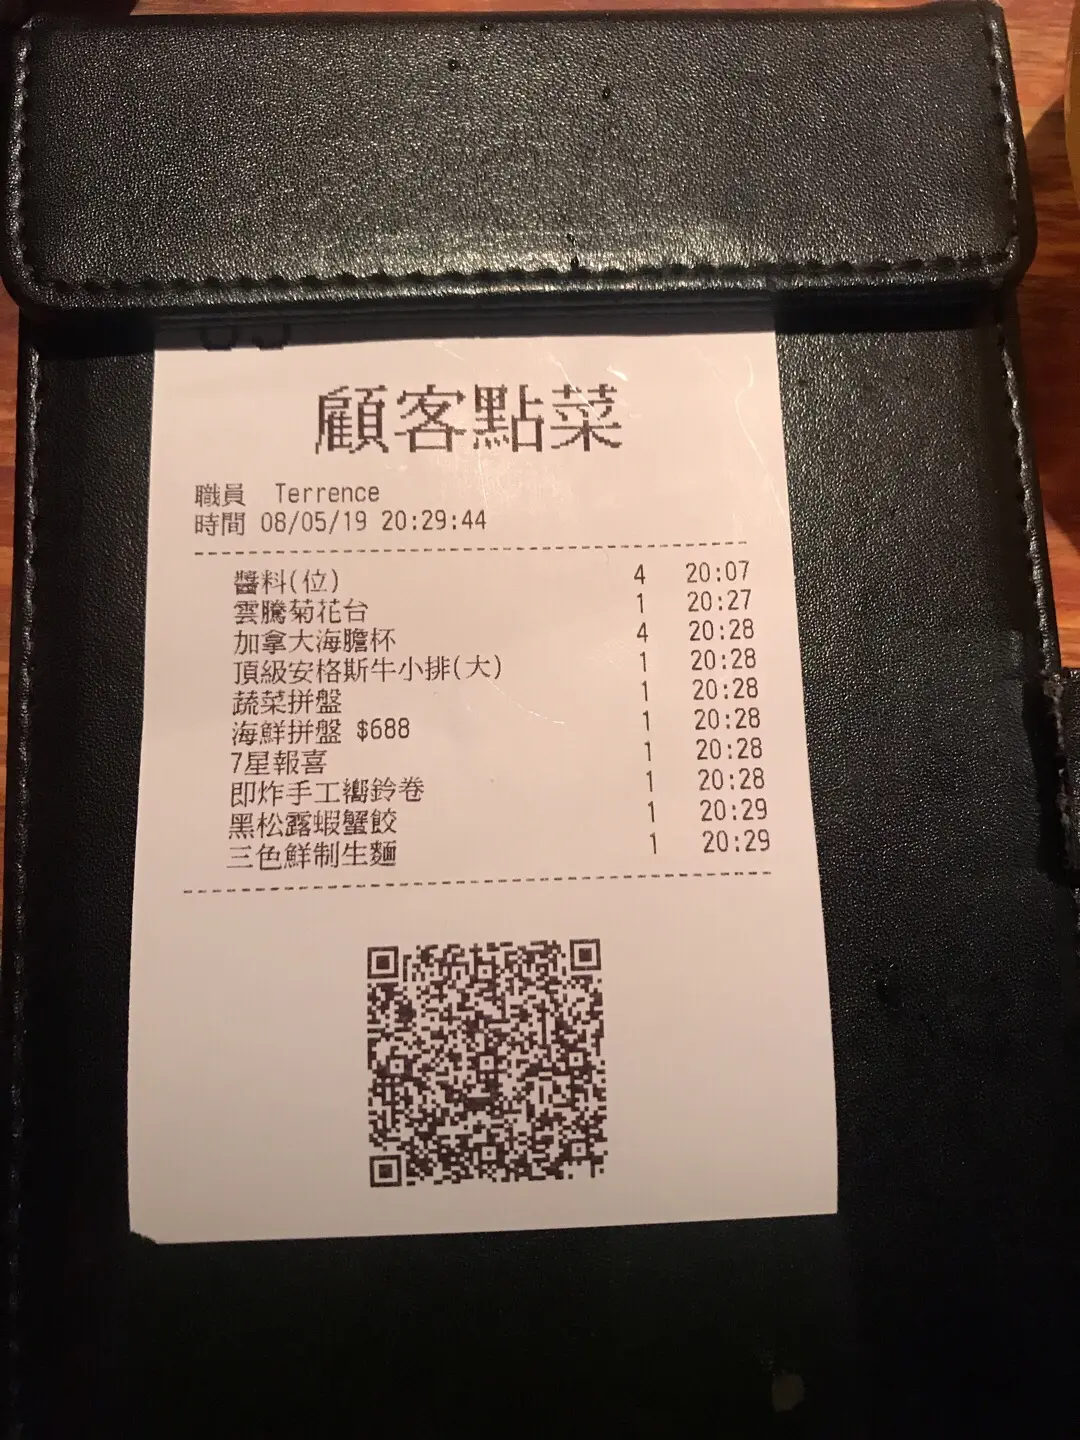 顧客點菜
職員 Terrence
時間 08/05/19 20:29:44
醬料(位) 4 20:07
雲騰菊花台 1 20:27
加拿大海膽杯 4 20:28
頂級安格斯牛小排(大) 1 20:28
蔬菜拼盤 1 20:28
海鮮拼盤 $688 1 20:28
7星報喜 1 20:28
即炸手工嚮鈴卷 1 20:28
黑松露蝦蟹餃 1 20:29
三色鮮制生麵 1 20:29